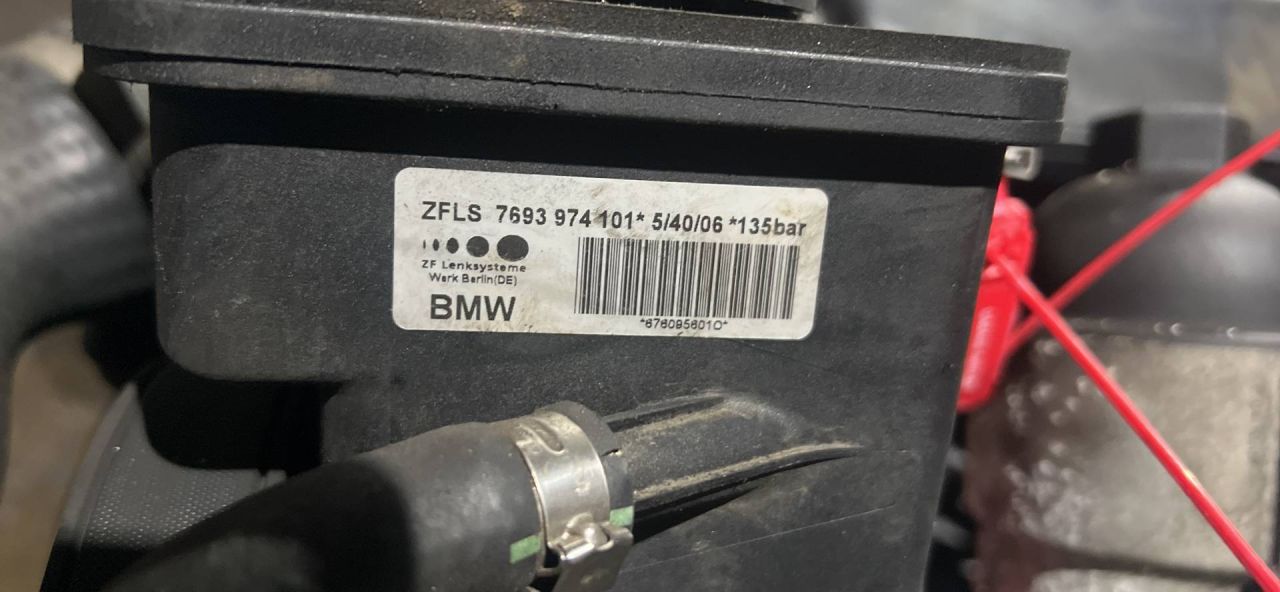 ZFLS 7693 974 101* 5/40/06 *135bar
ZF Lenksysteme
Werk Berlin(DE)
BMW
*676095601O*